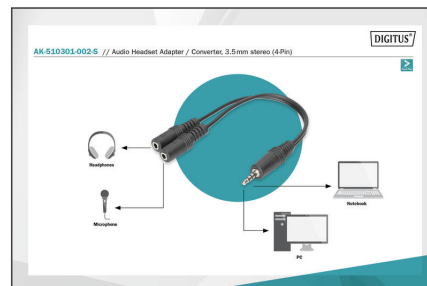 DIGITUS®
AK-510301-002-S // Audio Headset Adapter / Converter, 3.5mm stereo (4-Pin)
Headphones
Microphone
Notebook
PC